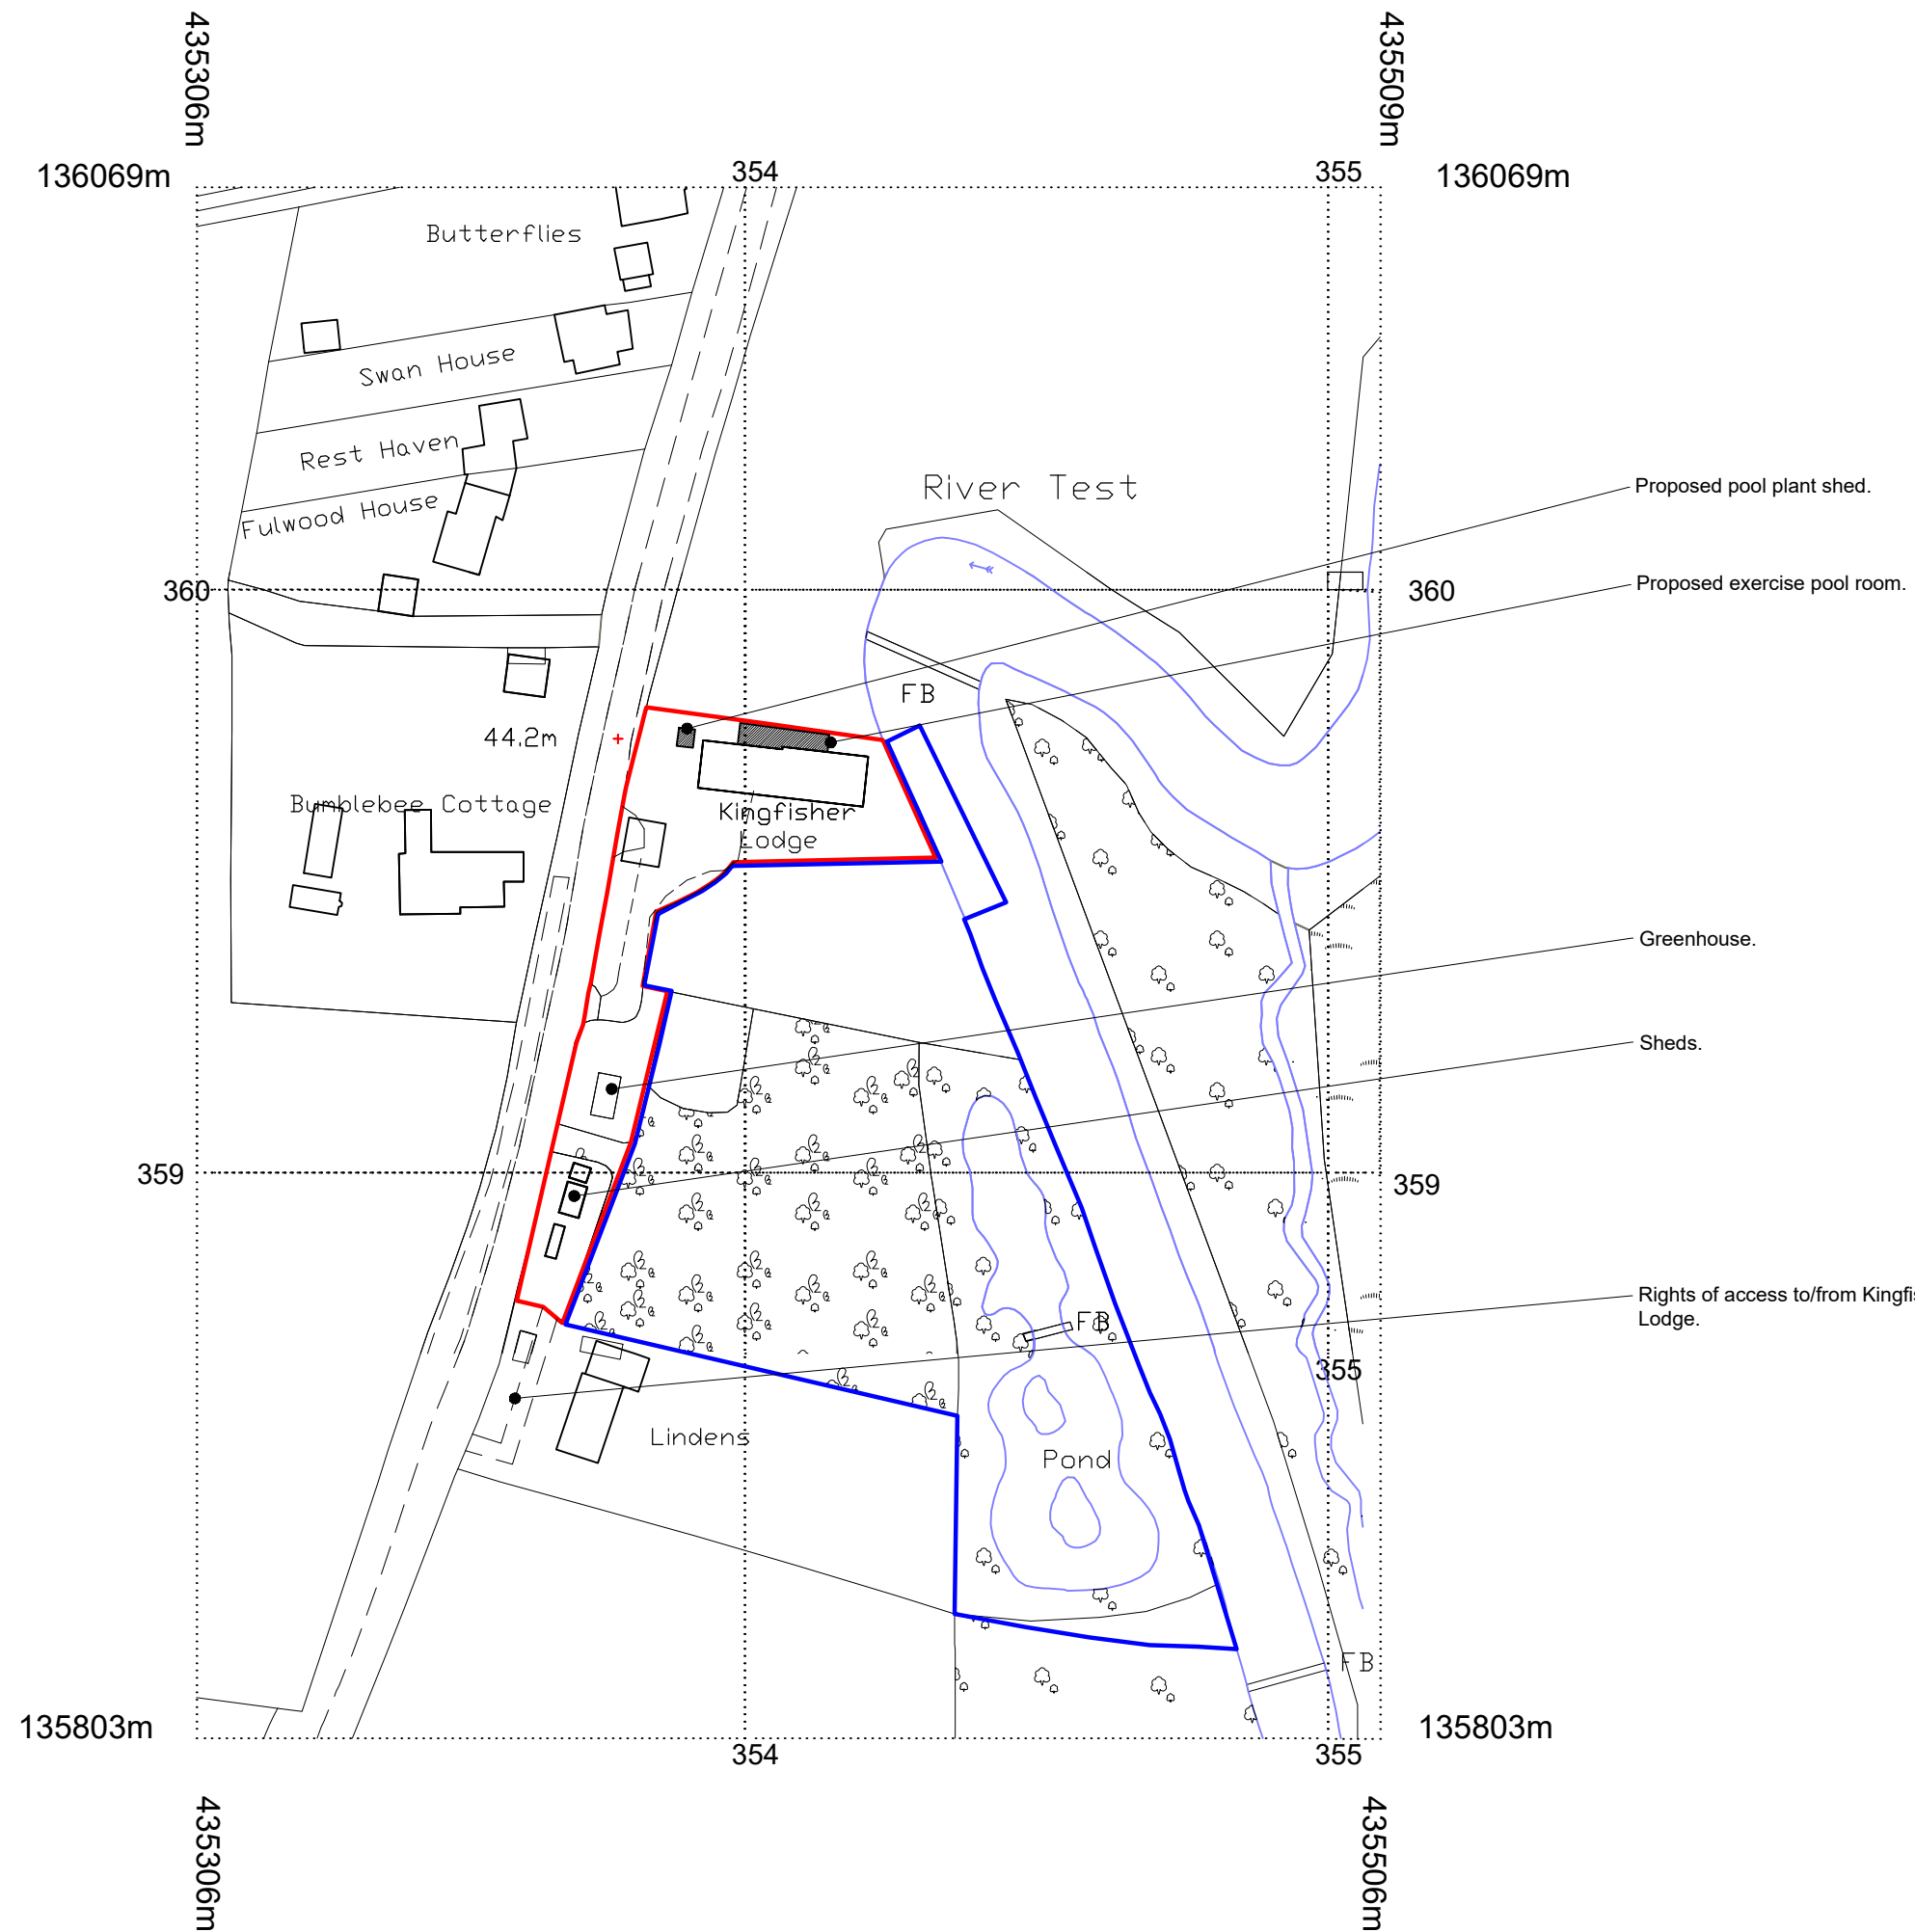 435306m
435509m
136069m
354
355
136069m
Butterflies
Swan House
Rest Haven
Fulwood House
River Test
Proposed pool plant shed.
Proposed exercise pool room.
360
360
FB
44.2m
Bumblebee Cottage
Kingfisher
Lodge
Greenhouse.
Sheds.
359
359
Rights of access to/from
Lodge.
FB
355
Lindens
Pond
FB
135803m
354
355
135803m
435306m
435506m